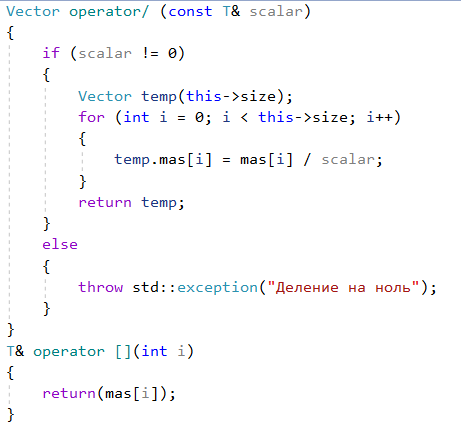 Vector operator/ (const T& scalar)
{
    if (scalar != 0)
    {
        Vector temp(this->size);
        for (int i = 0; i < this->size; i++)
        {
            temp.mas[i] = mas[i] / scalar;
        }
        return temp;
    }
    else
    {
        throw std::exception("Деление на ноль");
    }
}
T& operator [](int i)
{
    return(mas[i]);
}